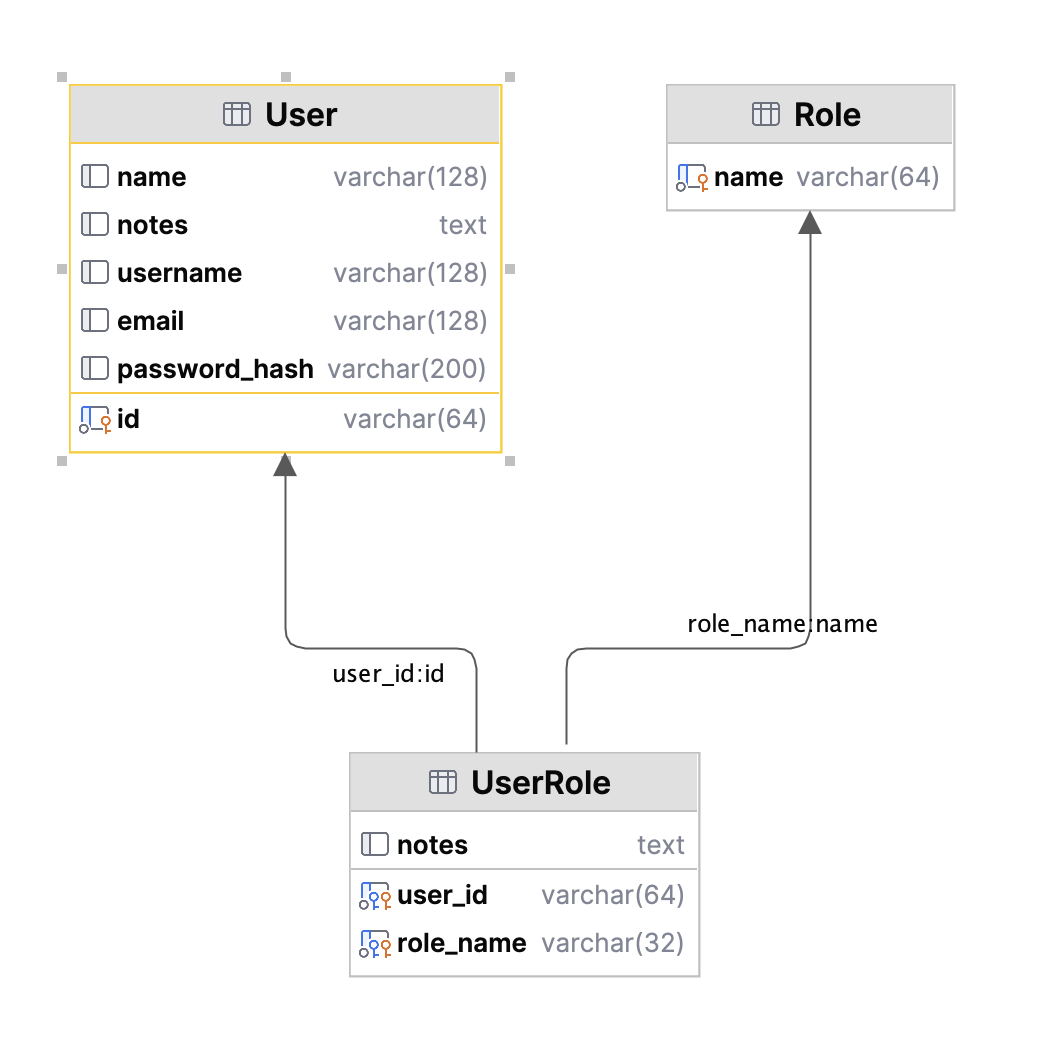 User
name varchar(128)
notes text
username varchar(128)
email varchar(128)
password_hash varchar(200)
id varchar(64)
Role
name varchar(64)
role_name:name
user_id:id
UserRole
notes text
user_id varchar(64)
role_name varchar(32)